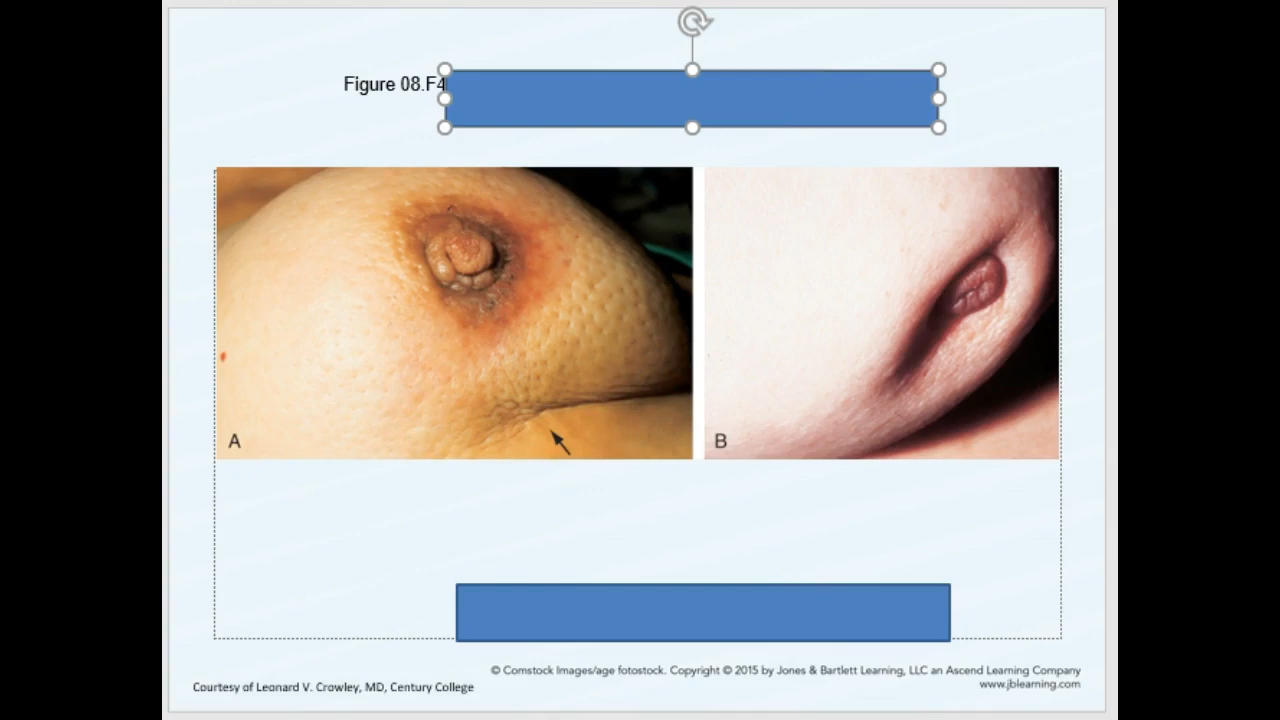 Figure 08.F4
A
B
© Comstock Images/age fotostock. Copyright © 2015 by Jones & Bartlett Learning, LLC an Ascend Learning Company
www.jblearning.com
Courtesy of Leonard V. Crowley, MD, Century College